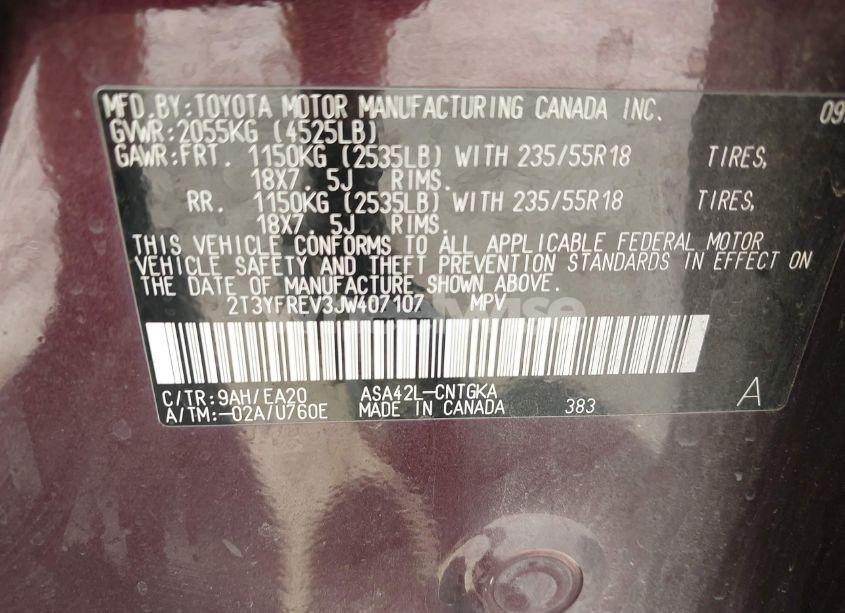 MFD.BY:TOYOTA MOTOR MANUFACTURING CANADA INC. 09
GVWR:2055KG (4525LB)
GAWR:FRT. 1150KG (2535LB) WITH 235/55R18 TIRES,
18X7.5J RIMS.
RR. 1150KG (2535LB) WITH 235/55R18 TIRES,
18X7.5J RIMS.
THIS VEHICLE CONFORMS TO ALL APPLICABLE FEDERAL MOTOR
VEHICLE SAFETY AND THEFT PREVENTION STANDARDS IN EFFECT ON
THE DATE OF MANUFACTURE SHOWN ABOVE.
2T3YFREV3JW407107 MPV
C/TR:9AH/EA20 ASA42L-CNTGKA
A/TM:-02A/U760E MADE IN CANADA 383 A